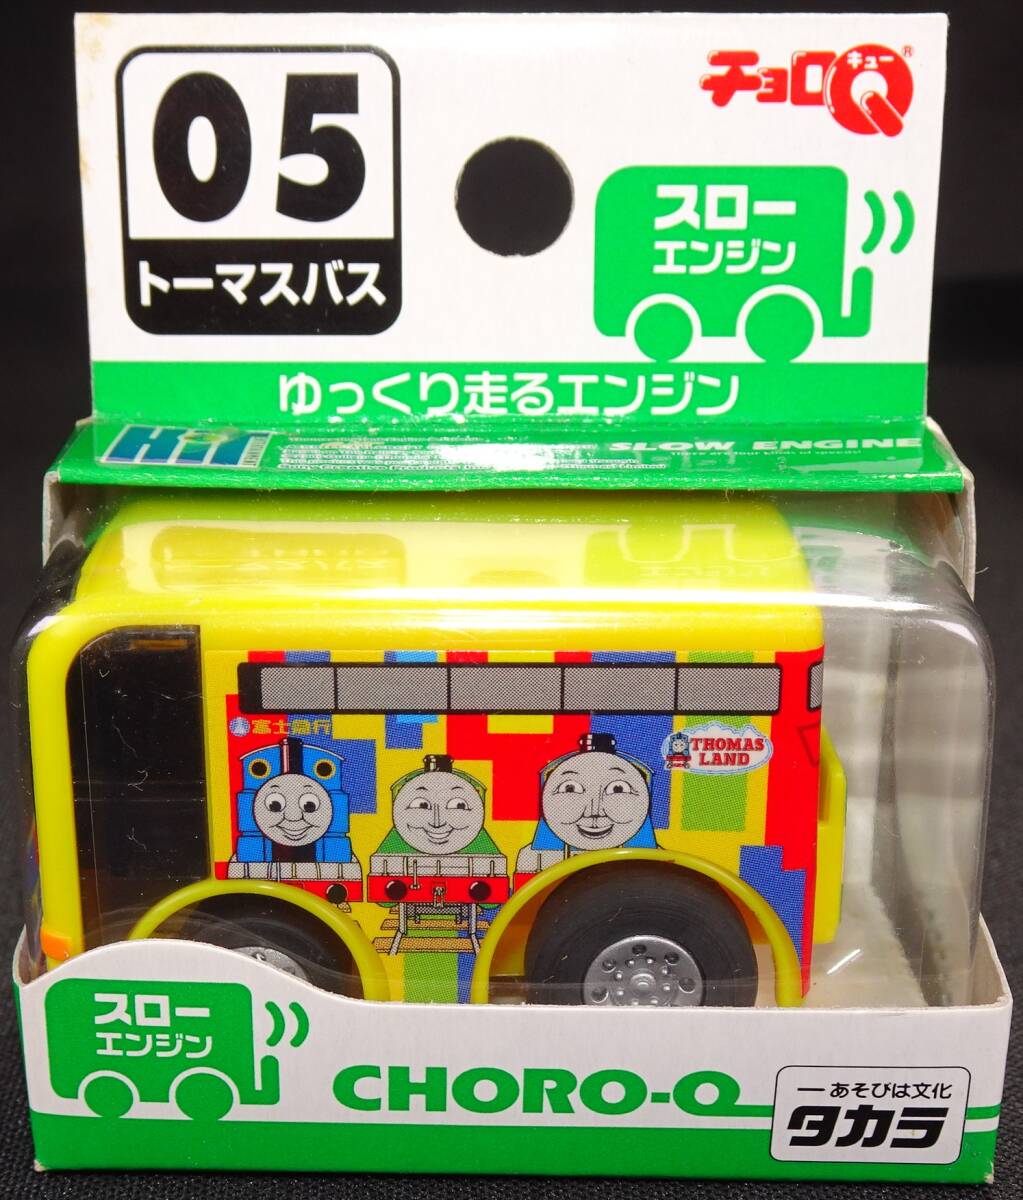 05
トーマスバス
チョロQ
キュー
®
スロー
エンジン
ゆっくり走るエンジン
SLOW ENGINE
富士急行
THOMAS
LAND
スロー
エンジン
CHORO-Q
あそびは文化
タカラ